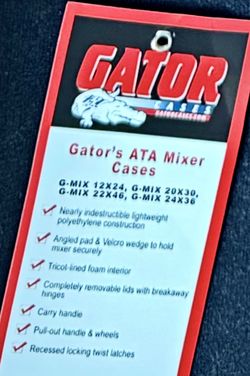 GATOR
CASES
GATORCASES.COM
Gator's ATA Mixer
Cases
G-MIX 12X24, G-MIX 20X30,
G-MIX 22X46, G-MIX 24X36
Nearly indestructible lightweight
polyethylene construction
Angled pad & Velcro wedge to hold
mixer securely
Tricot-lined foam interior
Completely removable lids with breakaway
hinges
Carry handle
Pull-out handle & wheels
Recessed locking twist latches